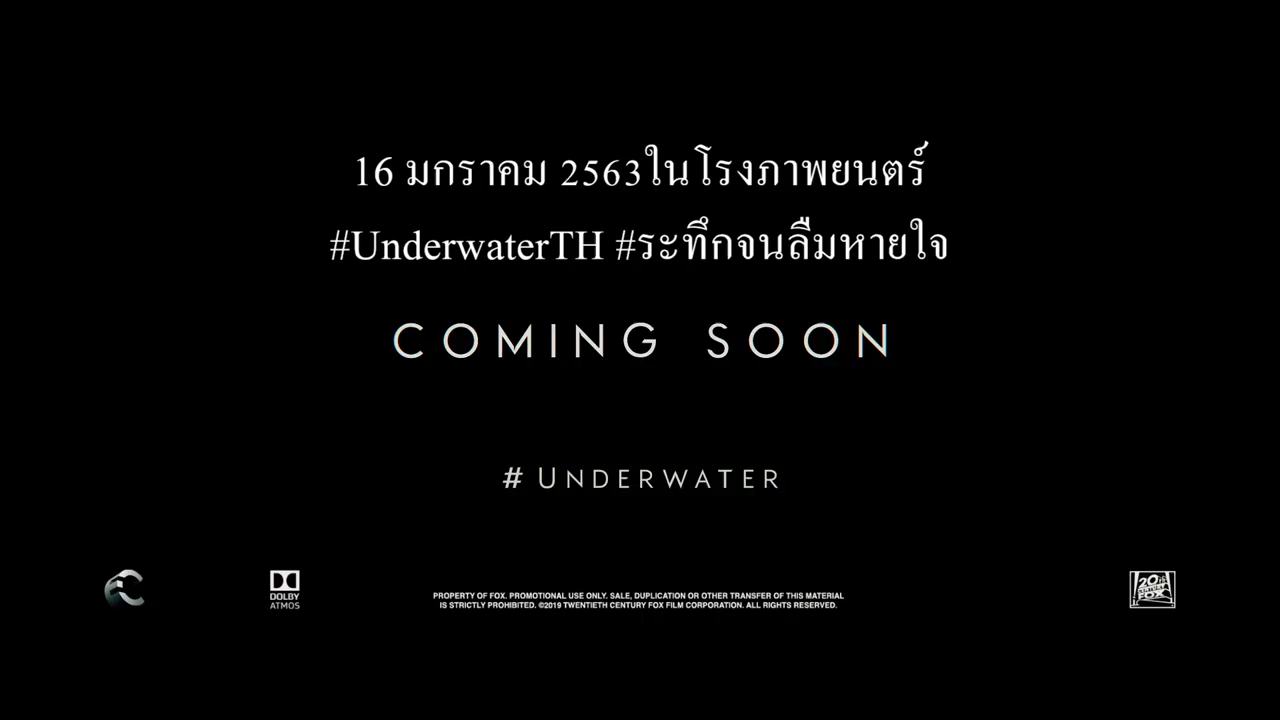 16 มกราคม 2563ในโรงภาพยนตร์
#UnderwaterTH #ระทึกจนลืมหายใจ
COMING SOON
# UNDERWATER
DOLBY
ATMOS
PROPERTY OF FOX. PROMOTIONAL USE ONLY. SALE, DUPLICATION OR OTHER TRANSFER OF THIS MATERIAL
IS STRICTLY PROHIBITED. ©2019 TWENTIETH CENTURY FOX FILM CORPORATION. ALL RIGHTS RESERVED.
20th
CENTURY
FOX